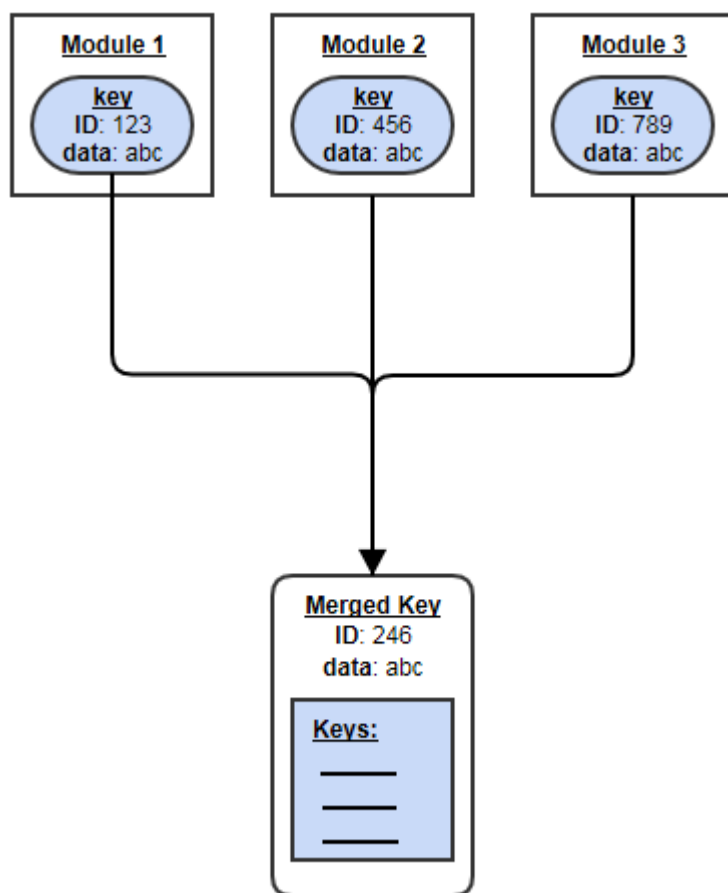 Module 1
key
ID: 123
data: abc
Module 2
key
ID: 456
data: abc
Module 3
key
ID: 789
data: abc
Merged Key
ID: 246
data: abc
Keys: